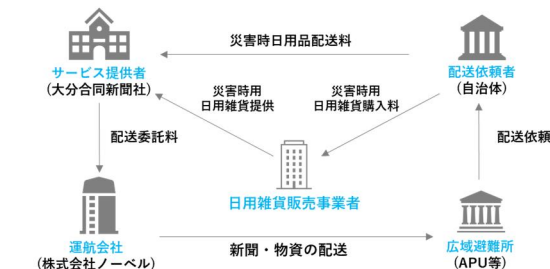 災害時日用品配送料
サービス提供者
(大分合同新聞社)
配送依頼者
(自治体)
災害時用
日用雑貨提供
災害時用
日用雑貨購入料
配送委託料
配送依頼
日用雑貨販売事業者
運航会社
(株式会社ノーベル)
新聞・物資の配送
広域避難所
(APU等)